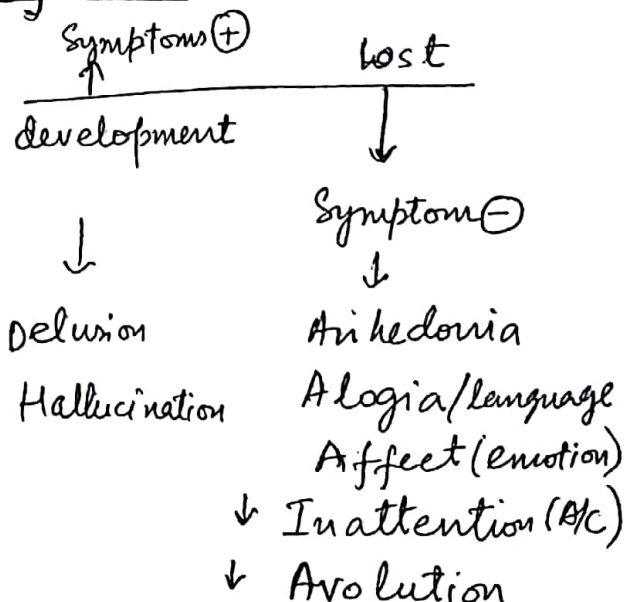 Symptoms ⊕ Lost
↑
development ↓
Symptom ⊖
↓ ↓
Delusion Anhedonia
Hallucination Alogia/language
Affect (emotion)
↓ Inattention (A/C)
↓ Avolution